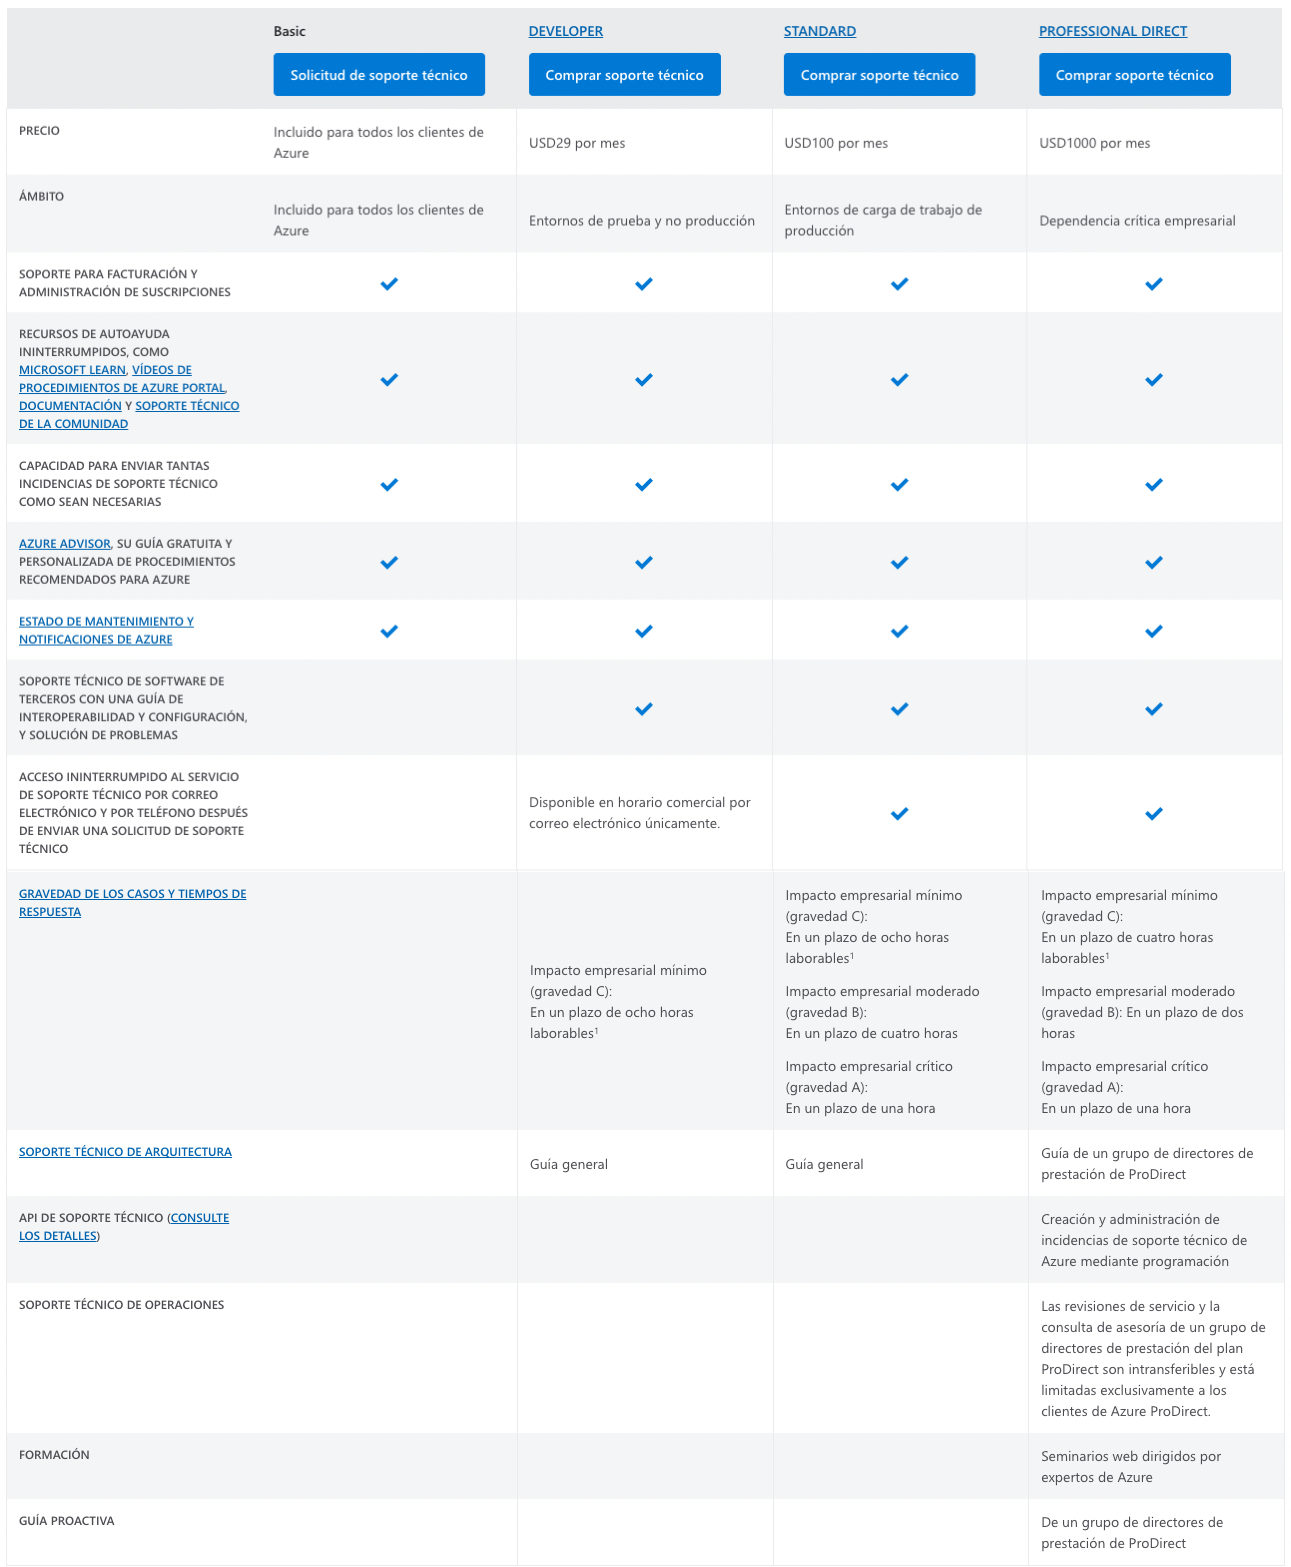 Basic
DEVELOPER
STANDARD
PROFESSIONAL DIRECT
Solicitud de soporte técnico
Comprar soporte técnico
Comprar soporte técnico
Comprar soporte técnico
PRECIO
Incluido para todos los clientes de
Azure
USD29 por mes
USD100 por mes
USD1000 por mes
ÁMBITO
Incluido para todos los clientes de
Azure
Entornos de prueba y no producción
Entornos de carga de trabajo de
producción
Dependencia crítica empresarial
SOPORTE PARA FACTURACIÓN Y
ADMINISTRACIÓN DE SUSCRIPCIONES
RECURSOS DE AUTOAYUDA
ININTERRUMPIDOS, COMO
MICROSOFT LEARN, VÍDEOS DE
PROCEDIMIENTOS DE AZURE PORTAL,
DOCUMENTACIÓN Y SOPORTE TÉCNICO
DE LA COMUNIDAD
CAPACIDAD PARA ENVIAR TANTAS
INCIDENCIAS DE SOPORTE TÉCNICO
COMO SEAN NECESARIAS
AZURE ADVISOR, SU GUÍA GRATUITA Y
PERSONALIZADA DE PROCEDIMIENTOS
RECOMENDADOS PARA AZURE
ESTADO DE MANTENIMIENTO Y
NOTIFICACIONES DE AZURE
SOPORTE TÉCNICO DE SOFTWARE DE
TERCEROS CON UNA GUÍA DE
INTEROPERABILIDAD Y CONFIGURACIÓN,
Y SOLUCIÓN DE PROBLEMAS
ACCESO ININTERRUMPIDO AL SERVICIO
DE SOPORTE TÉCNICO POR CORREO
ELECTRÓNICO Y POR TELÉFONO DESPUÉS
DE ENVIAR UNA SOLICITUD DE SOPORTE
TÉCNICO
Disponible en horario comercial por
correo electrónico únicamente.
GRAVEDAD DE LOS CASOS Y TIEMPOS DE
RESPUESTA
Impacto empresarial mínimo
(gravedad C):
En un plazo de ocho horas
laborables¹
Impacto empresarial mínimo
(gravedad C):
En un plazo de ocho horas
laborables¹
Impacto empresarial moderado
(gravedad B):
En un plazo de cuatro horas
Impacto empresarial crítico
(gravedad A):
En un plazo de una hora
Impacto empresarial mínimo
(gravedad C):
En un plazo de cuatro horas
laborables¹
Impacto empresarial moderado
(gravedad B): En un plazo de dos
horas
Impacto empresarial crítico
(gravedad A):
En un plazo de una hora
SOPORTE TÉCNICO DE ARQUITECTURA
Guía general
Guía general
Guía de un grupo de directores de
prestación de ProDirect
API DE SOPORTE TÉCNICO (CONSULTE
LOS DETALLES)
Creación y administración de
incidencias de soporte técnico de
Azure mediante programación
SOPORTE TÉCNICO DE OPERACIONES
Las revisiones de servicio y la
consulta de asesoría de un grupo de
directores de prestación del plan
ProDirect son intransferibles y está
limitadas exclusivamente a los
clientes de Azure ProDirect.
FORMACIÓN
Seminarios web dirigidos por
expertos de Azure
GUÍA PROACTIVA
De un grupo de directores de
prestación de ProDirect